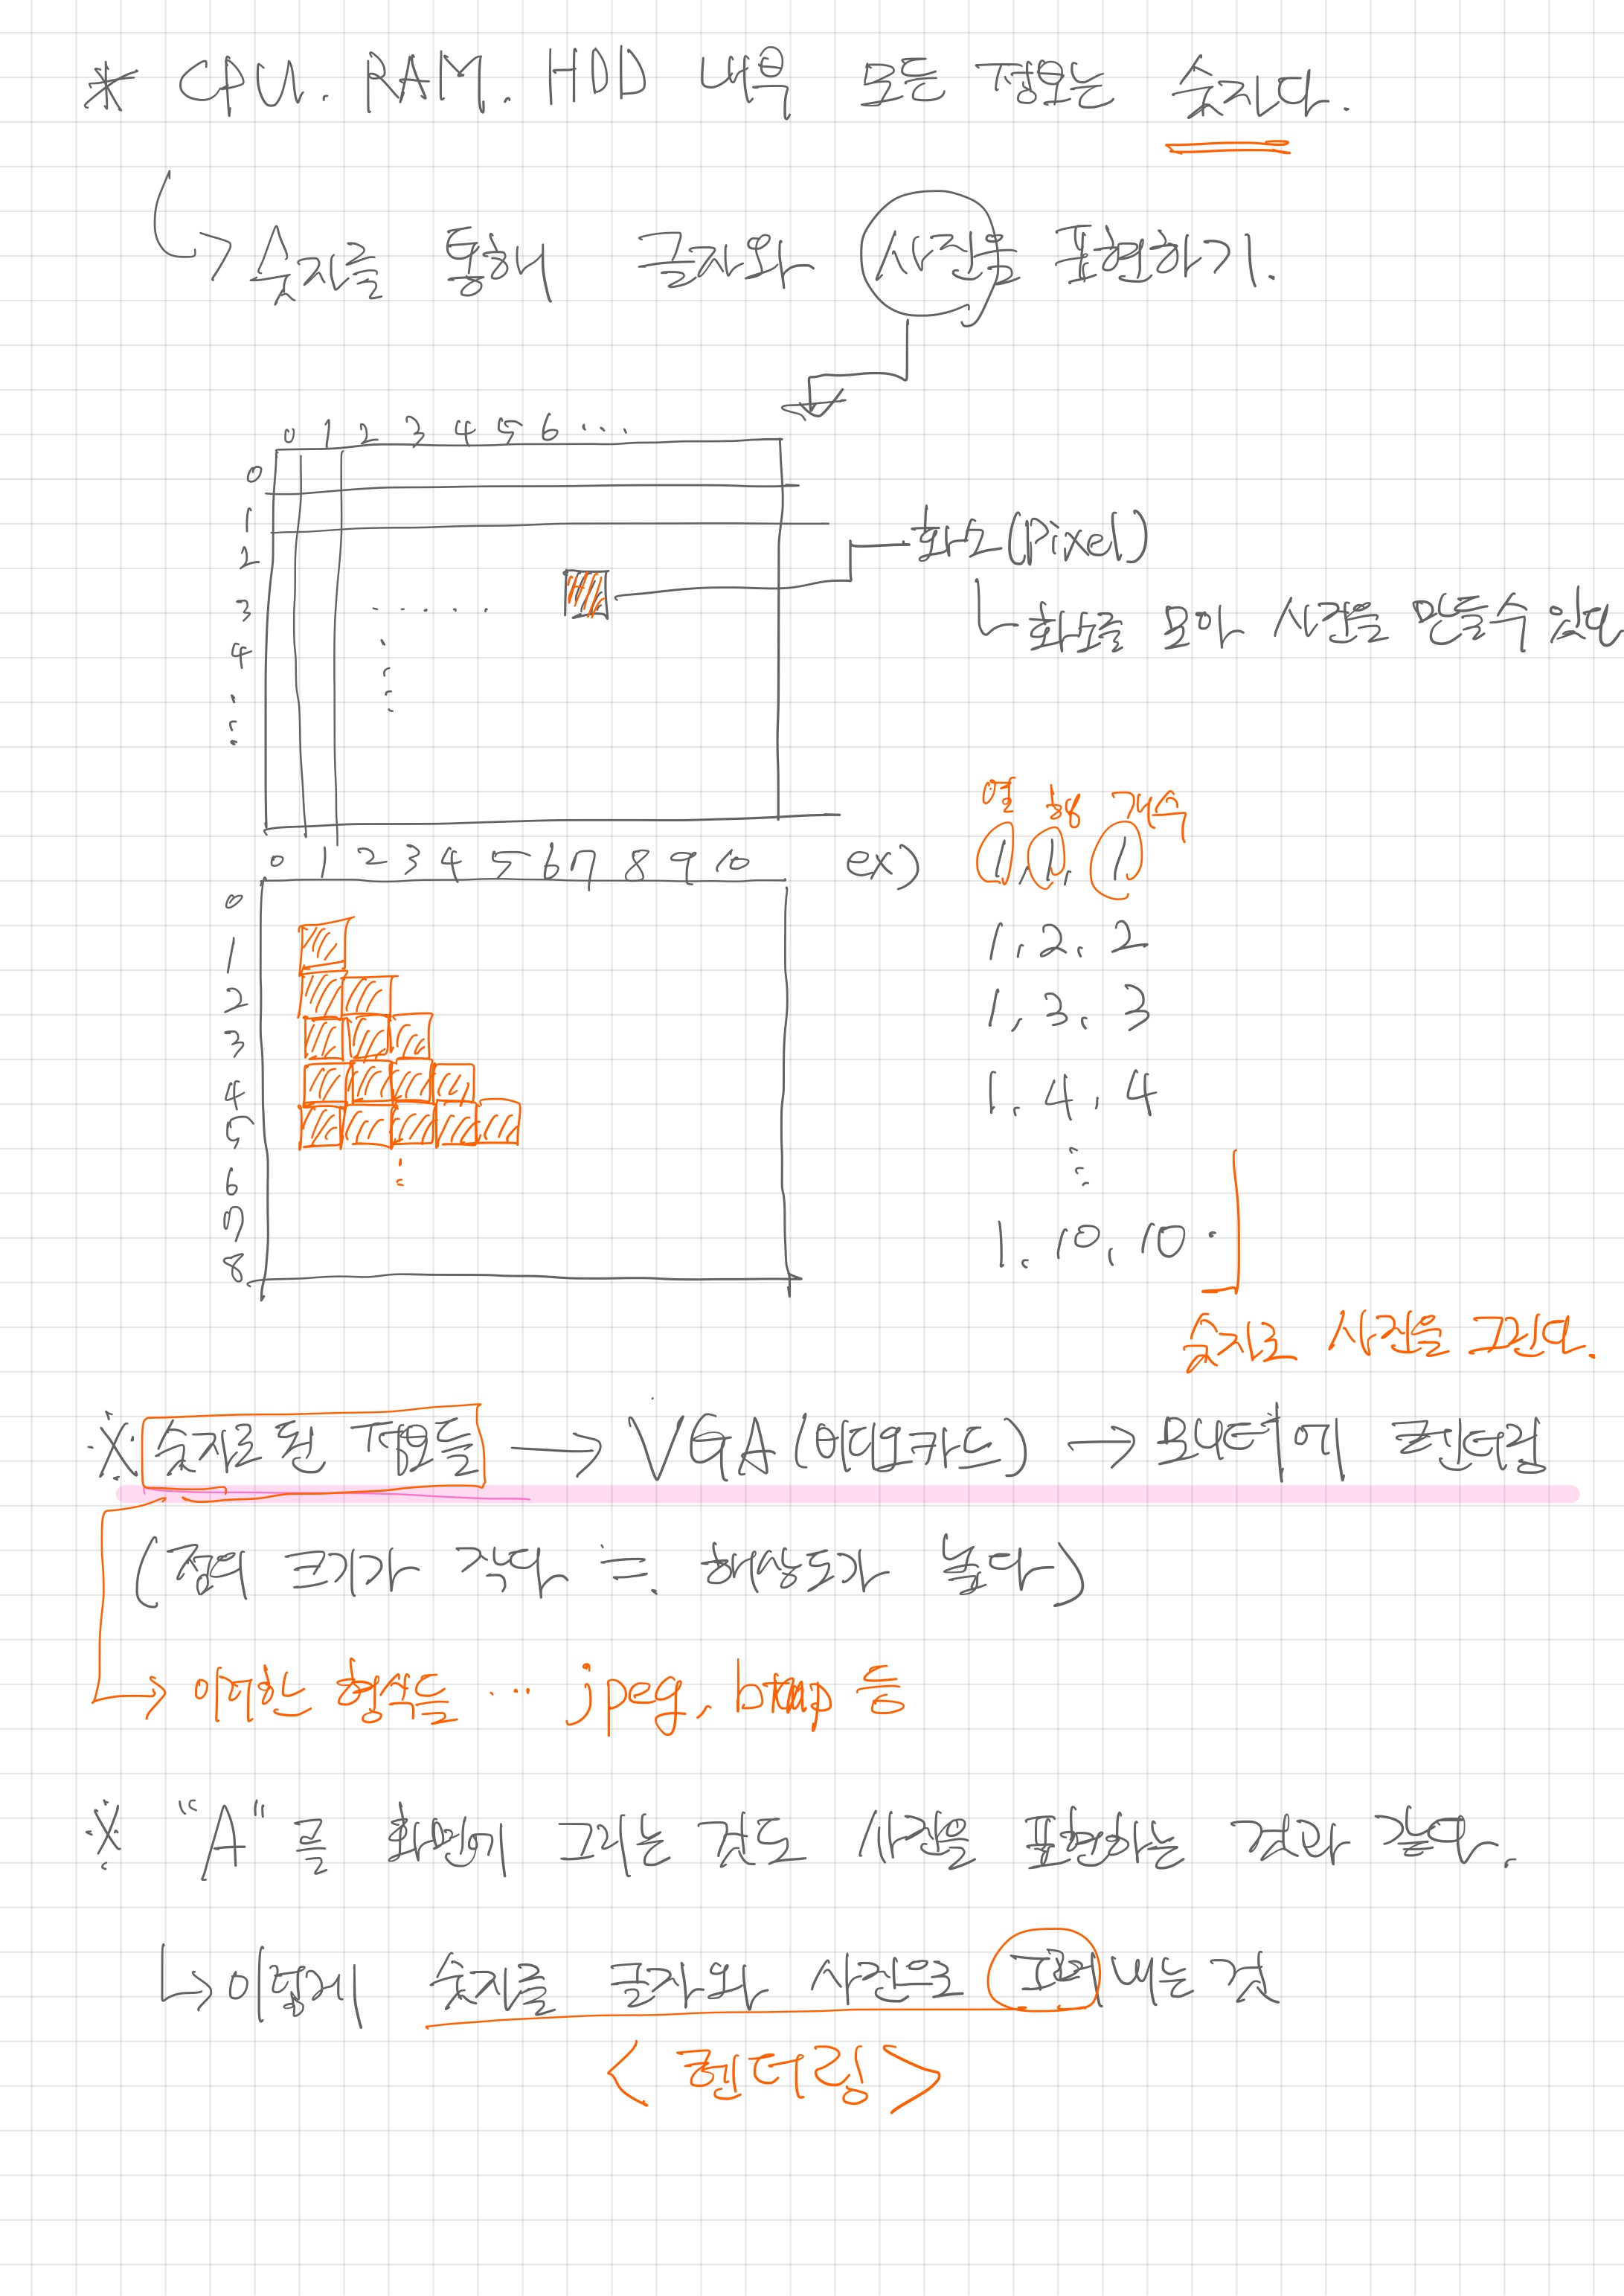 * CPU. RAM. HDD 내용 모든 정보는 숫자다.
↳ 숫자를 통해 글자와 사진을 표현하기.
0 1 2 3 4 5 6 ...
0
1
2
3
4
⋮
화소(Pixel)
화소를 모아 사진을 만들수 있다
열 행 개수
0 1 2 3 4 5 6 7 8 9 10
ex) 1, 1, 1
0
1
2
3
4
5
6
7
8
1, 2, 2
1, 3, 3
1, 4, 4
⋮
1, 10, 10.
숫자로 사진을 그린다.
※ 숫자로 된 정보들 → VGA(비디오카드) → 모니터에 렌더링
(점의 크기가 작다 ≒ 해상도가 높다)
→ 이러한 형식들 ... jpeg, bmp 등
※ "A"를 화면에 그리는 것도 사진을 표현하는 것과 같다.
↳ 이렇게 숫자를 글자와 사진으로 그려내는 것
<렌더링>